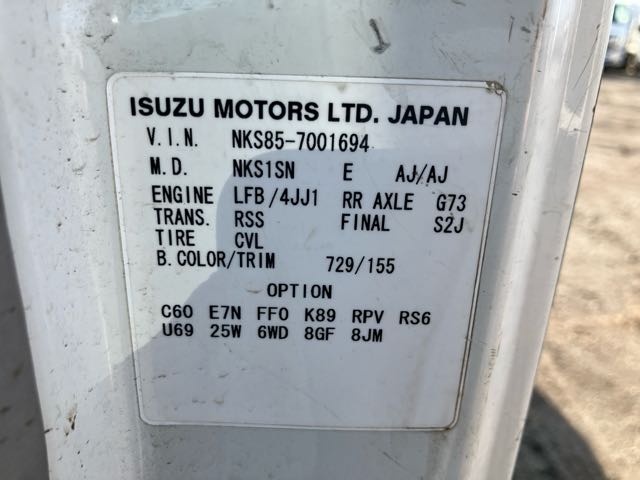 ISUZU MOTORS LTD. JAPAN
V.I.N. NKS85-7001694
M.D. NKS1SN E AJ/AJ
ENGINE LFB/4JJ1 RR AXLE G73
TRANS. RSS FINAL S2J
TIRE CVL
B.COLOR/TRIM 729/155
OPTION
C60 E7N FF0 K89 RPV RS6
U69 25W 6WD 8GF 8JM